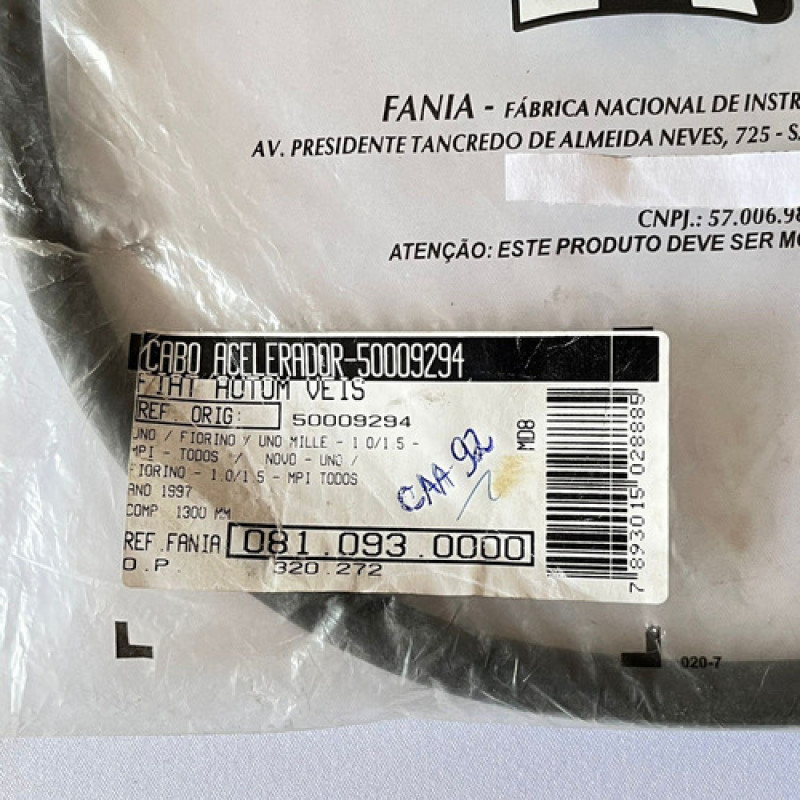 FANIA - FÁBRICA NACIONAL DE INSTR
AV. PRESIDENTE TANCREDO DE ALMEIDA NEVES, 725 - S
CNPJ.: 57.006.98
ATENÇÃO: ESTE PRODUTO DEVE SER MO
CABO ACELERADOR-50009294
FIAT AUTOM VEIS
REF ORIG: 50009294
UNO / FIORINO / UNO MILLE - 1.0/1.5 -
MPI - TODOS / NOVO - UNO /
FIORINO - 1.0/1.5 - MPI TODOS
ANO 1997
COMP 1300 MM
REF.FANIA 081.093.0000
O.P. 320.272
CAA 92
MD8
7 893015 028889
020-7